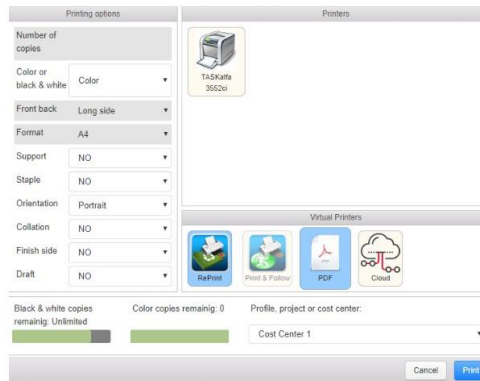 Printing options
Number of
copies
Color or
black & white
Color
Front back
Long side
Format
A4
Support
NO
Staple
NO
Orientation
Portrait
Collation
NO
Finish side
NO
Draft
NO
Printers
TASKalfa
3552ci
Virtual Printers
RePrint
Print & Follow
PDF
Cloud
Black & white copies
remainig: Unlimited
Color copies remainig: 0
Profile, project or cost center:
Cost Center 1
Cancel
Print